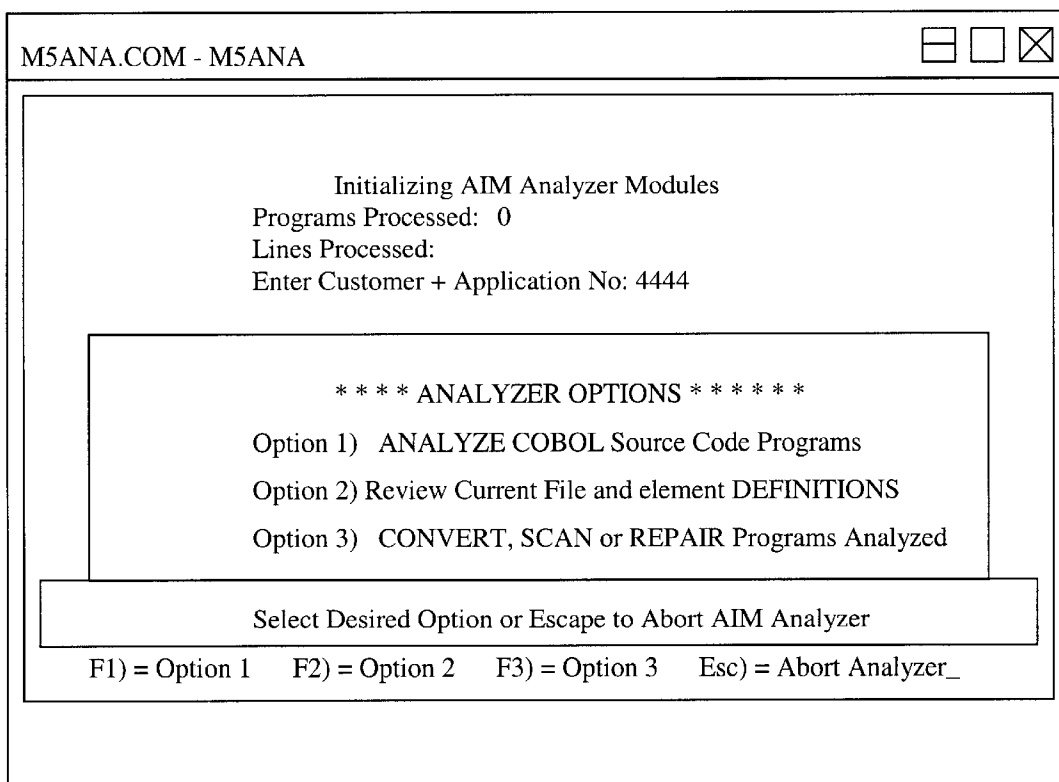 M5ANA.COM - M5ANA
Initializing AIM Analyzer Modules
Programs Processed: 0
Lines Processed:
Enter Customer + Application No: 4444
* * * * ANALYZER OPTIONS * * * * * *
Option 1) ANALYZE COBOL Source Code Programs
Option 2) Review Current File and element DEFINITIONS
Option 3) CONVERT, SCAN or REPAIR Programs Analyzed
Select Desired Option or Escape to Abort AIM Analyzer
F1) = Option 1 F2) = Option 2 F3) = Option 3 Esc) = Abort Analyzer_